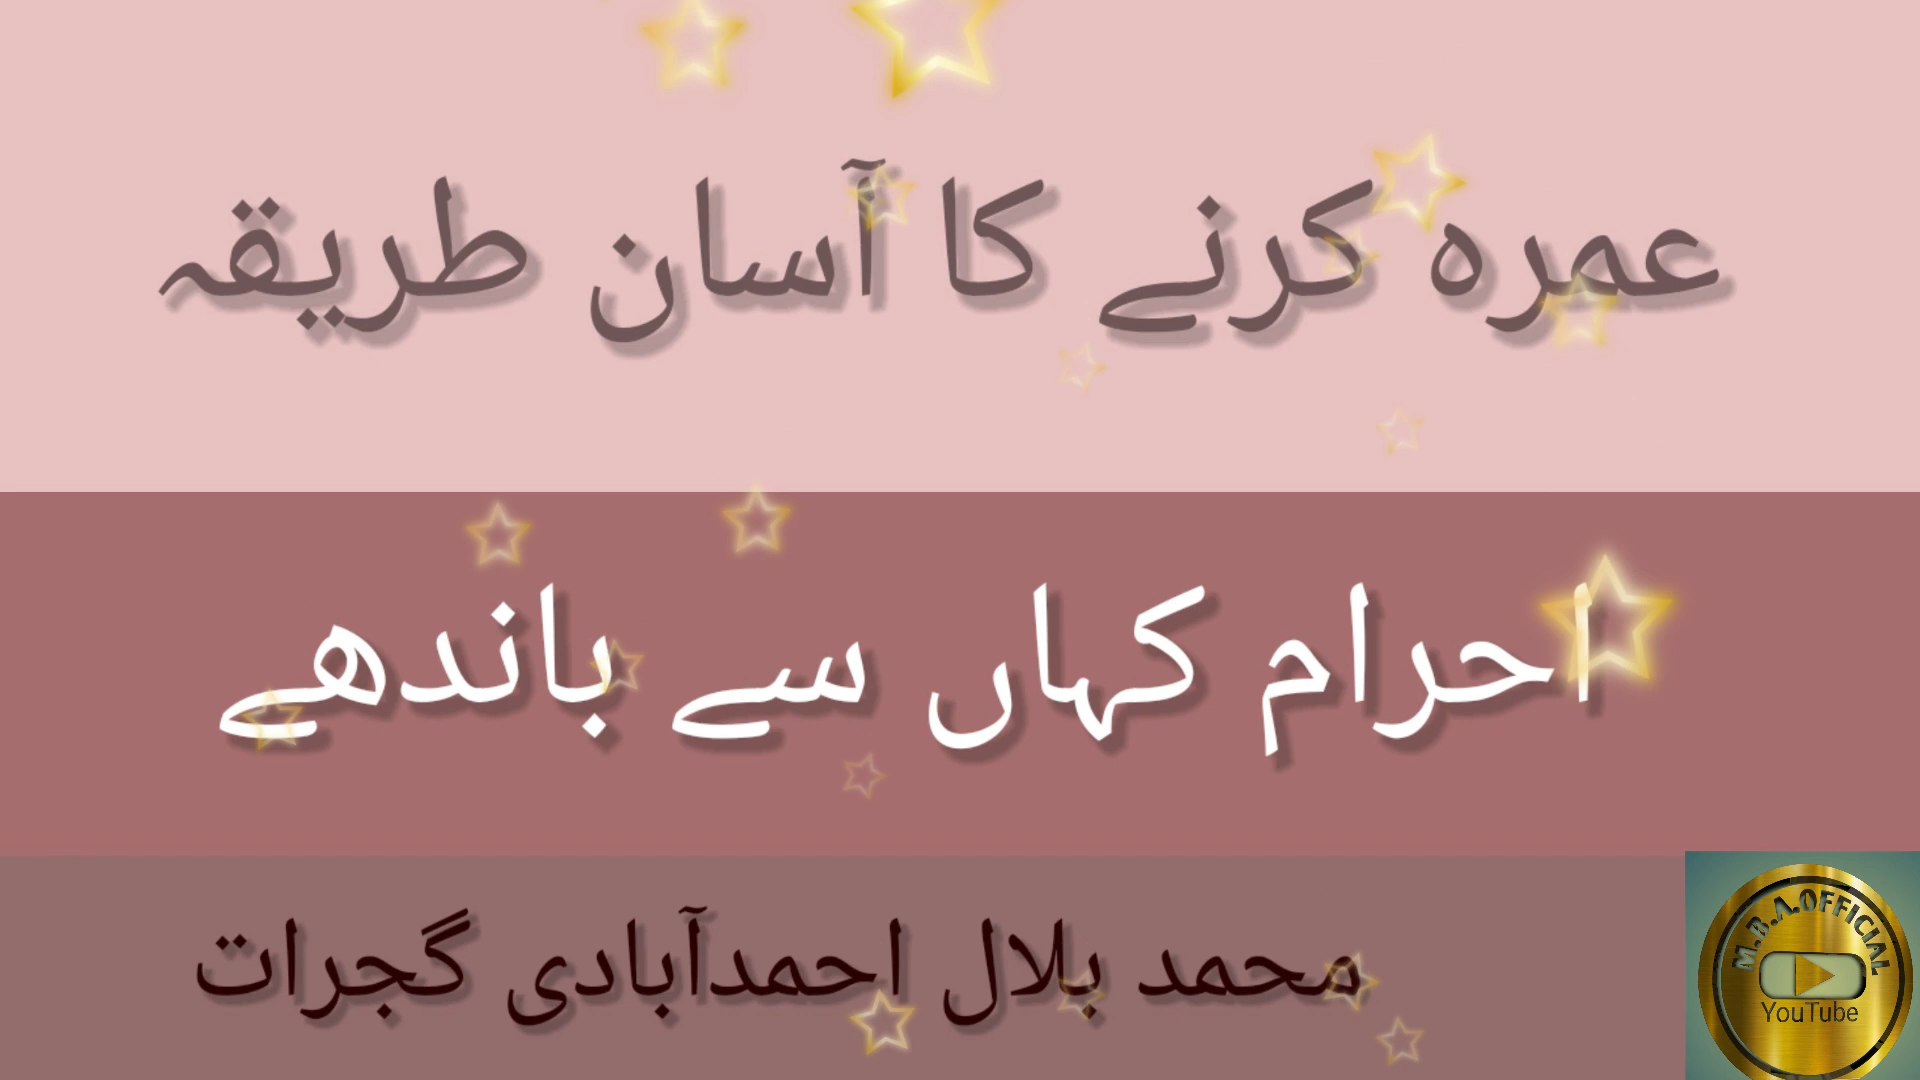 عمرہ کرنے کا آسان طریقہ
احرام کہاں سے باندھے
محمد بلال احمدآبادی گجرات
M.B.A.OFFICIAL
YouTube